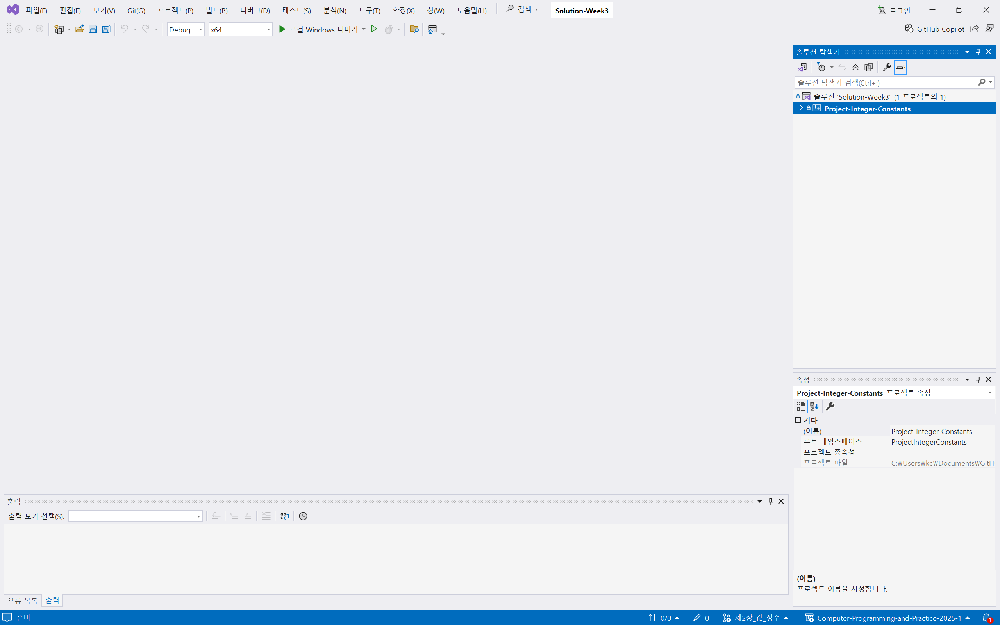 파일(F) 편집(E) 보기(V) Git(G) 프로젝트(P) 빌드(B) 디버그(D) 테스트(S) 분석(N) 도구(T) 확장(X) 창(W) 도움말(H) 검색 Solution-Week3 로그인
Debug x64 로컬 Windows 디버거 GitHub Copilot
솔루션 탐색기
솔루션 탐색기 검색(Ctrl+;)
솔루션 'Solution-Week3' (1 프로젝트의 1)
Project-Integer-Constants
속성
Project-Integer-Constants 프로젝트 속성
기타
(이름) Project-Integer-Constants
루트 네임스페이스 ProjectIntegerConstants
프로젝트 종속성
프로젝트 파일 C:₩Users₩kc₩Documents₩GitHu
(이름)
프로젝트 이름을 지정합니다.
출력
출력 보기 선택(S):
오류 목록 출력
준비 0/0 0 제2장_값_정수 Computer-Programming-and-Practice-2025-1 1